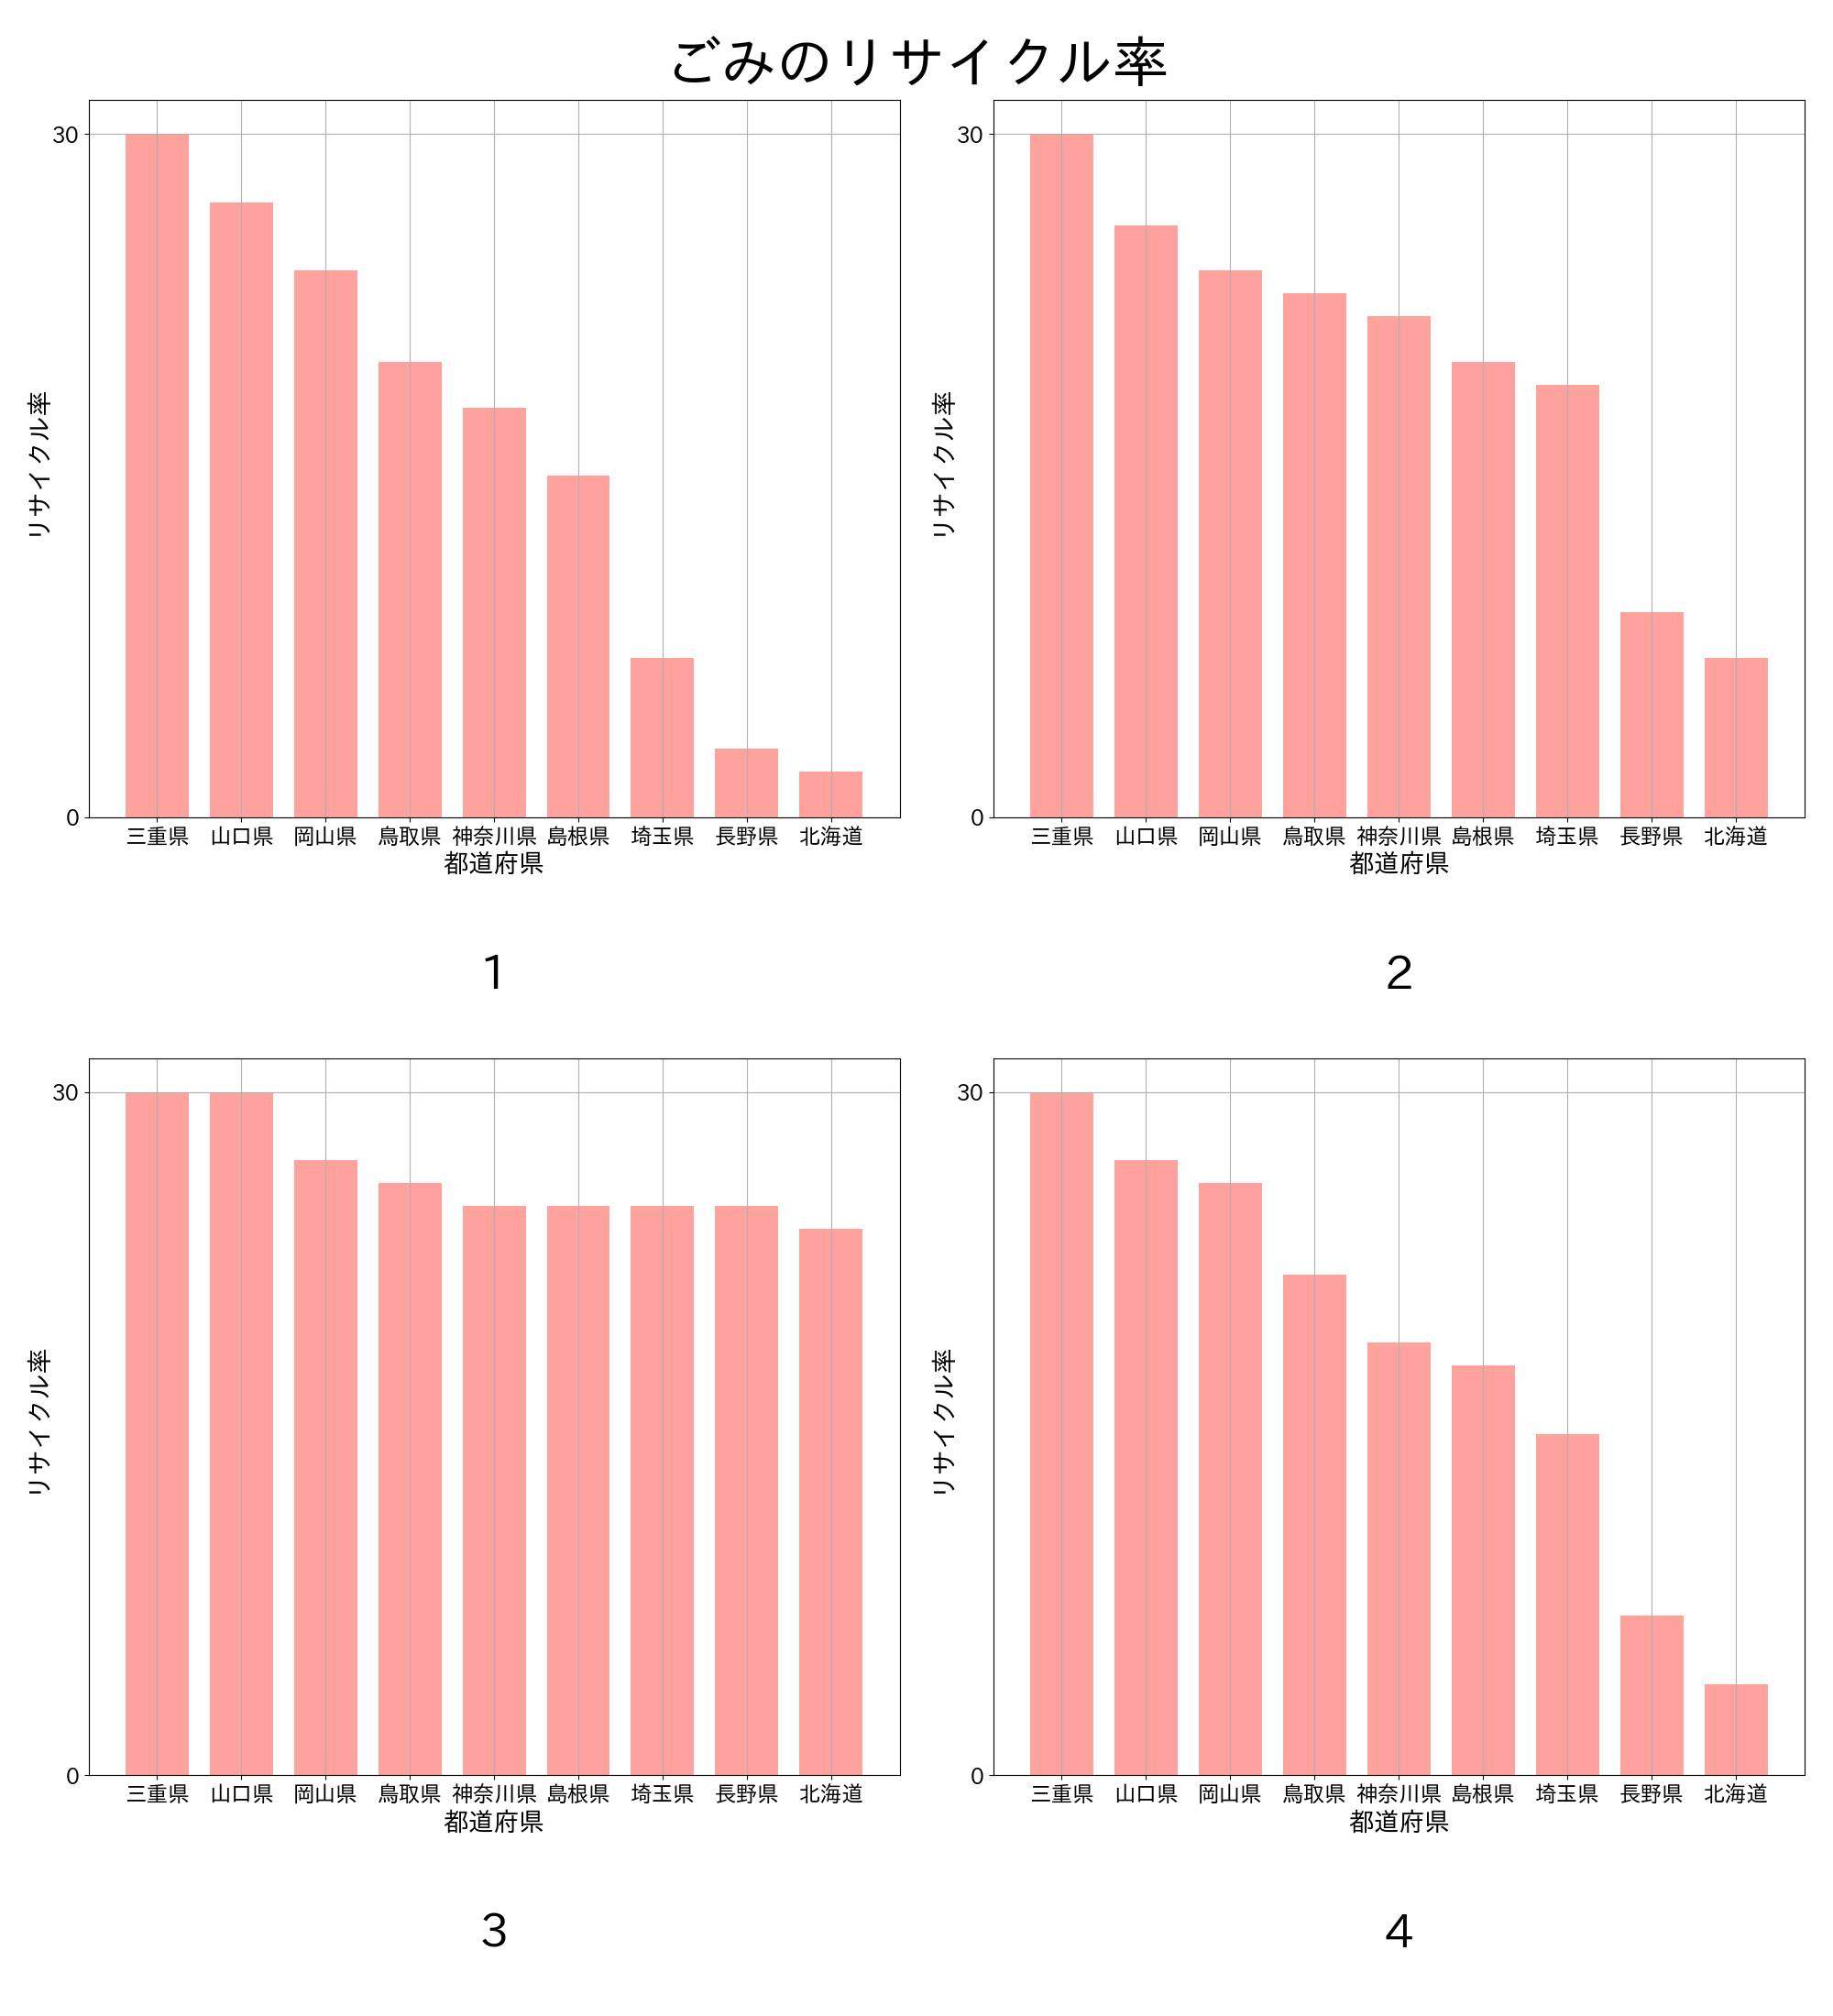 ごみのリサイクル率
リサイクル率
30
0
三重県 山口県 岡山県 鳥取県 神奈川県 島根県 埼玉県 長野県 北海道
都道府県
1
リサイクル率
30
0
三重県 山口県 岡山県 鳥取県 神奈川県 島根県 埼玉県 長野県 北海道
都道府県
2
リサイクル率
30
0
三重県 山口県 岡山県 鳥取県 神奈川県 島根県 埼玉県 長野県 北海道
都道府県
3
リサイクル率
30
0
三重県 山口県 岡山県 鳥取県 神奈川県 島根県 埼玉県 長野県 北海道
都道府県
4